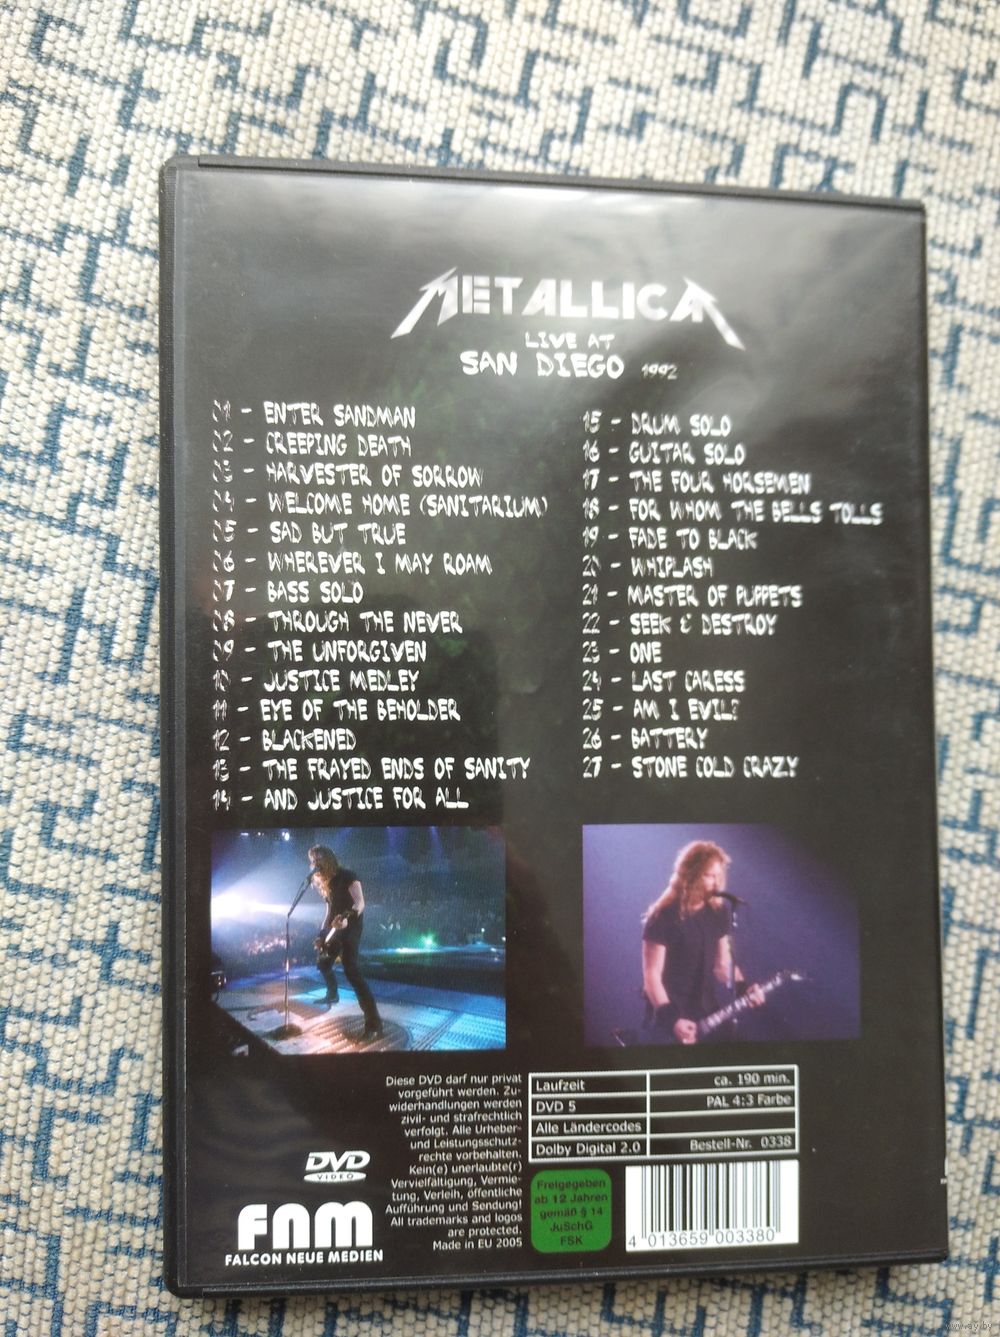 METALLICA
LIVE AT
SAN DIEGO 1992
01 - ENTER SANDMAN
02 - CREEPING DEATH
03 - HARVESTER OF SORROW
04 - WELCOME HOME (SANITARIUM)
05 - SAD BUT TRUE
06 - WHEREVER I MAY ROAM
07 - BASS SOLO
08 - THROUGH THE NEVER
09 - THE UNFORGIVEN
10 - JUSTICE MEDLEY
11 - EYE OF THE BEHOLDER
12 - BLACKENED
13 - THE FRAYED ENDS OF SANITY
14 - AND JUSTICE FOR ALL
15 - DRUM SOLO
16 - GUITAR SOLO
17 - THE FOUR HORSEMEN
18 - FOR WHOM THE BELLS TOLLS
19 - FADE TO BLACK
20 - WHIPLASH
21 - MASTER OF PUPPETS
22 - SEEK & DESTROY
23 - ONE
24 - LAST CARESS
25 - AM I EVIL?
26 - BATTERY
27 - STONE COLD CRAZY
DVD
VIDEO
FNM
FALCON NEUE MEDIEN
Diese DVD darf nur privat
vorgeführt werden. Zu-
widerhandlungen werden
zivil- und strafrechtlich
verfolgt. Alle Urheber-
und Leistungsschutz-
rechte vorbehalten.
Kein(e) unerlaubte(r)
Vervielfältigung, Vermie-
tung, Verleih, öffentliche
Aufführung und Sendung!
All trademarks and logos
are protected.
Made in EU 2005
Laufzeit ca. 190 min.
DVD 5 PAL 4:3 Farbe
Alle Ländercodes
Dolby Digital 2.0 Bestell-Nr. 0338
Freigegeben
ab 12 Jahren
gemäß § 14
JuSchG
FSK
4 013659 003380
www.ay.by